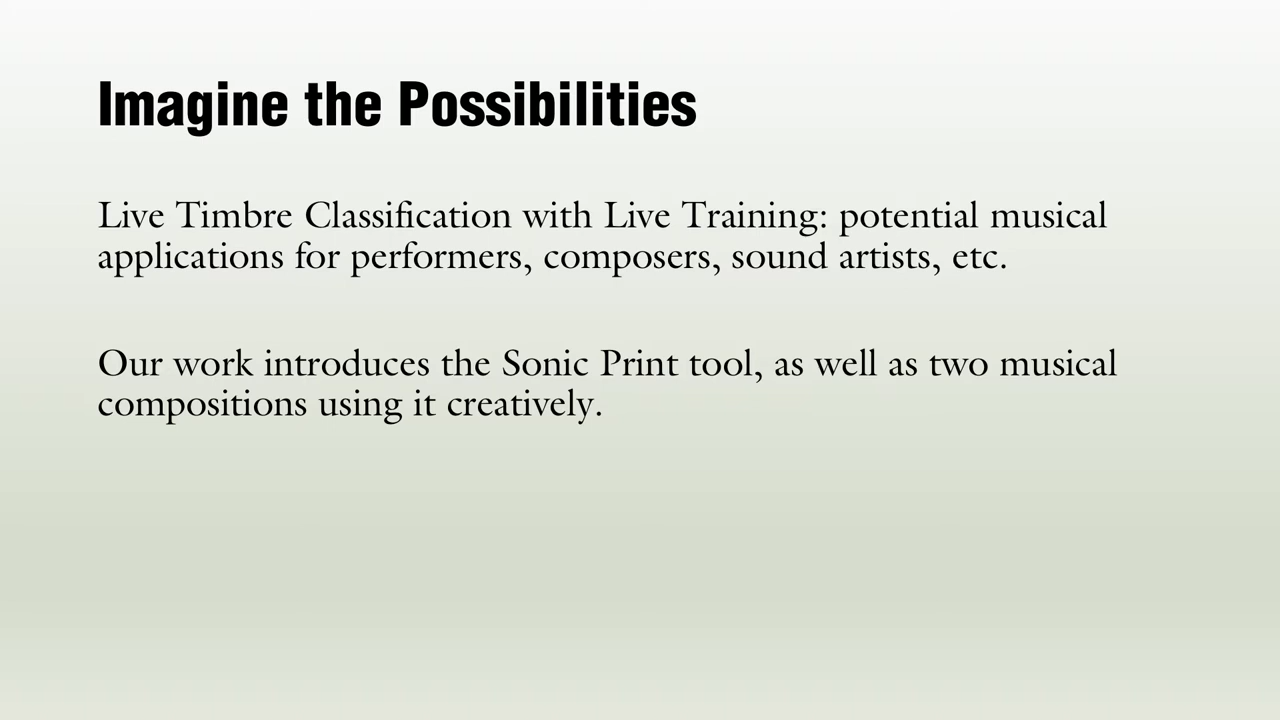 Imagine the Possibilities
Live Timbre Classification with Live Training: potential musical
applications for performers, composers, sound artists, etc.
Our work introduces the Sonic Print tool, as well as two musical
compositions using it creatively.